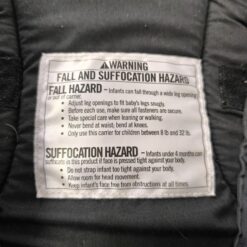 ⚠ WARNING
FALL AND SUFFOCATION HAZARD
FALL HAZARD – Infants can fall through a wide leg opening
or out of carrier.
• Adjust leg openings to fit baby's legs snugly.
• Before each use, make sure all fasteners are secure.
• Take special care when leaning or walking.
• Never bend at waist; bend at knees.
• Only use this carrier for children between 8 lb and 32 lb.
SUFFOCATION HAZARD – Infants under 4 months can
suffocate in this product if face is pressed tight against your body.
• Do not strap infant too tight against your body.
• Allow room for head movement.
• Keep infant's face free from obstructions at all times.